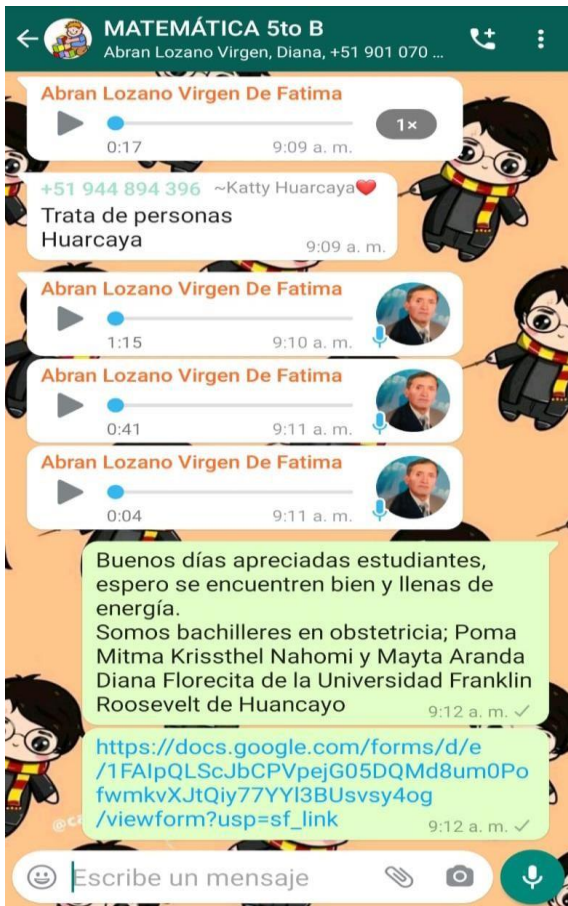 MATEMÁTICA 5to B
Abran Lozano Virgen, Diana, +51 901 070 ...
Abran Lozano Virgen De Fatima
1×
0:17 9:09 a. m.
+51 944 894 396 ~Katty Huarcaya❤️
Trata de personas
Huarcaya
9:09 a. m.
Abran Lozano Virgen De Fatima
1:15 9:10 a. m.
Abran Lozano Virgen De Fatima
0:41 9:11 a. m.
Abran Lozano Virgen De Fatima
0:04 9:11 a. m.
Buenos días apreciadas estudiantes,
espero se encuentren bien y llenas de
energía.
Somos bachilleres en obstetricia; Poma
Mitma Krissthel Nahomi y Mayta Aranda
Diana Florecita de la Universidad Franklin
Roosevelt de Huancayo
9:12 a. m.
https://docs.google.com/forms/d/e
/1FAIpQLScJbCPVpejG05DQMd8um0Po
fwmkvXJtQiy77YYl3BUsvsy4og
/viewform?usp=sf_link
9:12 a. m.
Escribe un mensaje